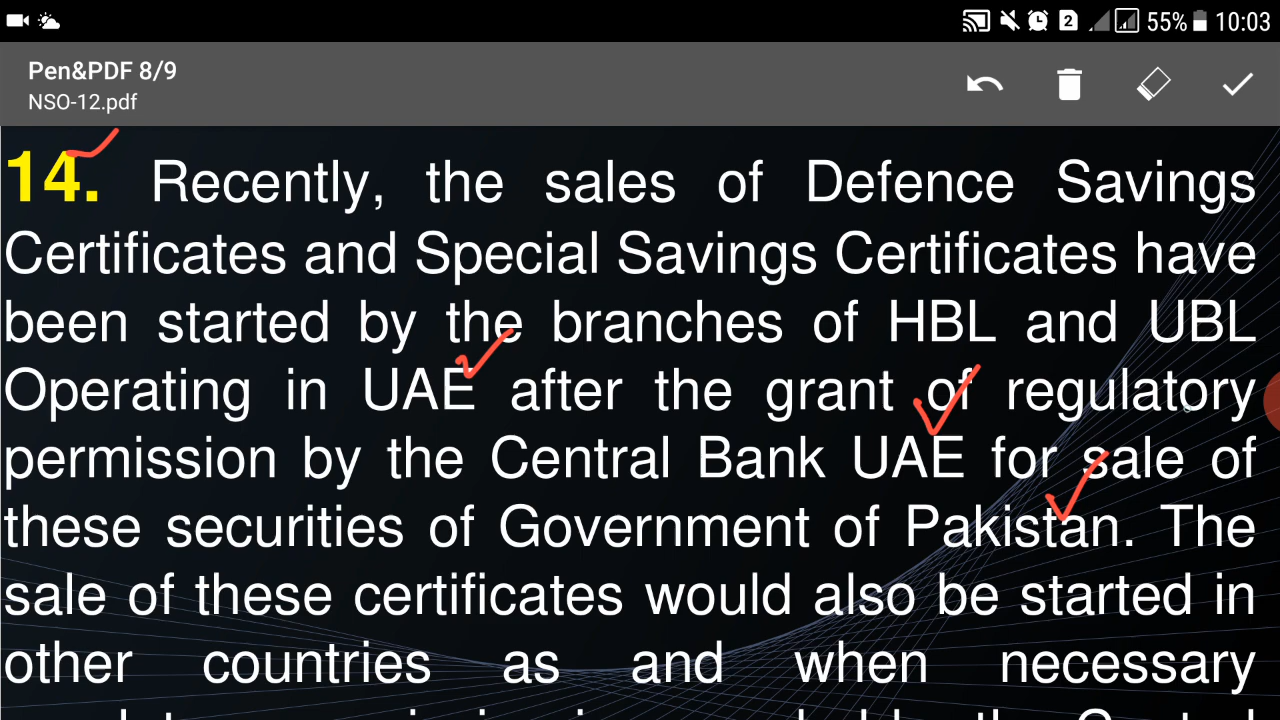 2 55% 10:03
Pen&PDF 8/9
NSO-12.pdf
14. Recently, the sales of Defence Savings
Certificates and Special Savings Certificates have
been started by the branches of HBL and UBL
Operating in UAE after the grant of regulatory
permission by the Central Bank UAE for sale of
these securities of Government of Pakistan. The
sale of these certificates would also be started in
other countries as and when necessary